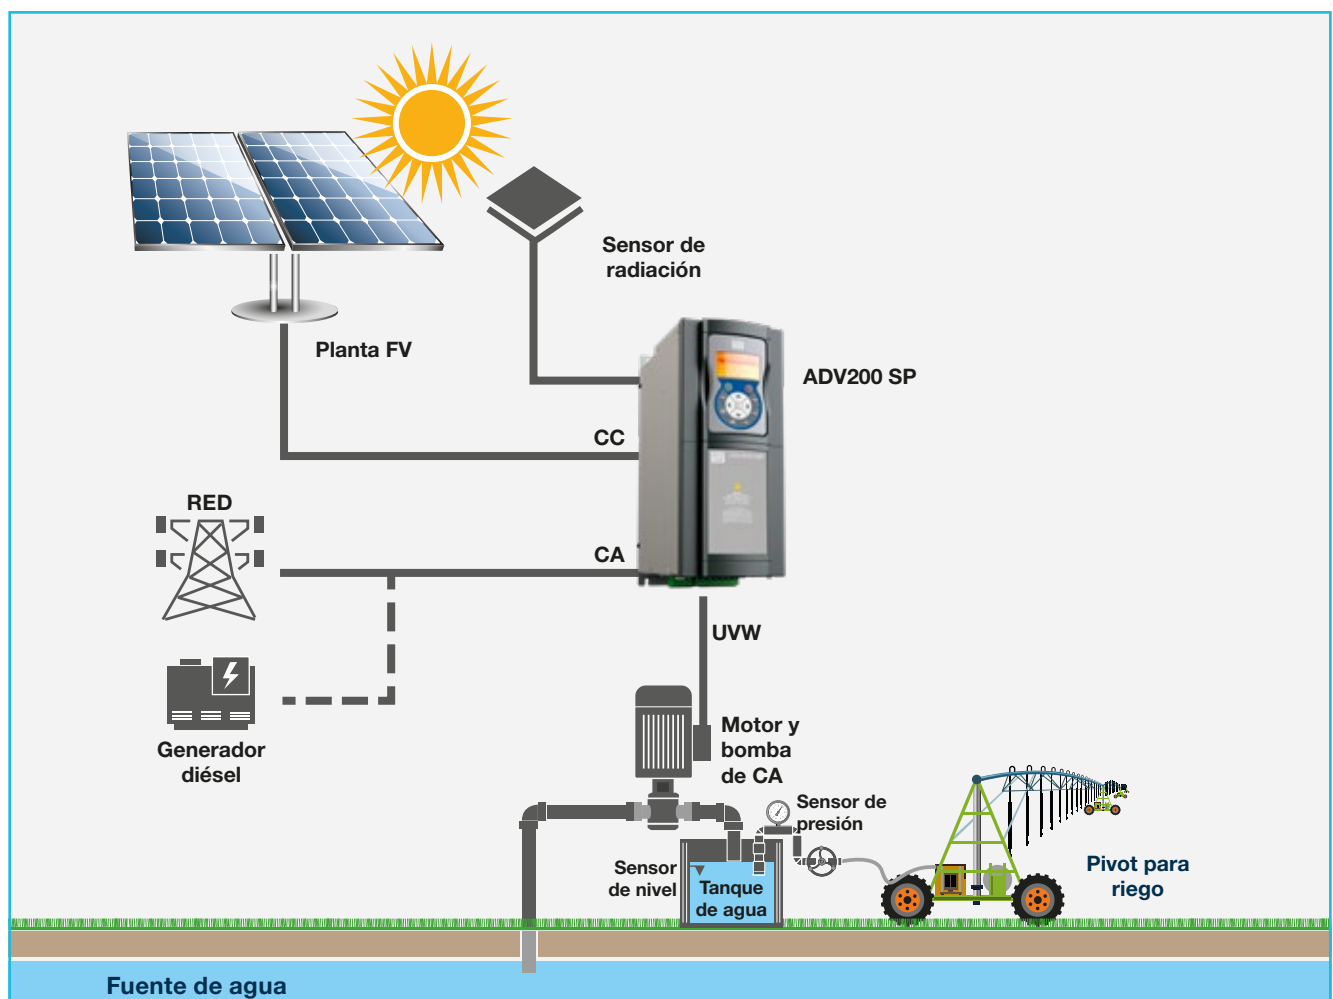 Sensor de
radiación
Planta FV
ADV200 SP
CC
RED
CA
UVW
Generador
diésel
Motor y
bomba
de CA
Sensor de
presión
Sensor
de nivel
Tanque
de agua
Pivot para
riego
Fuente de agua